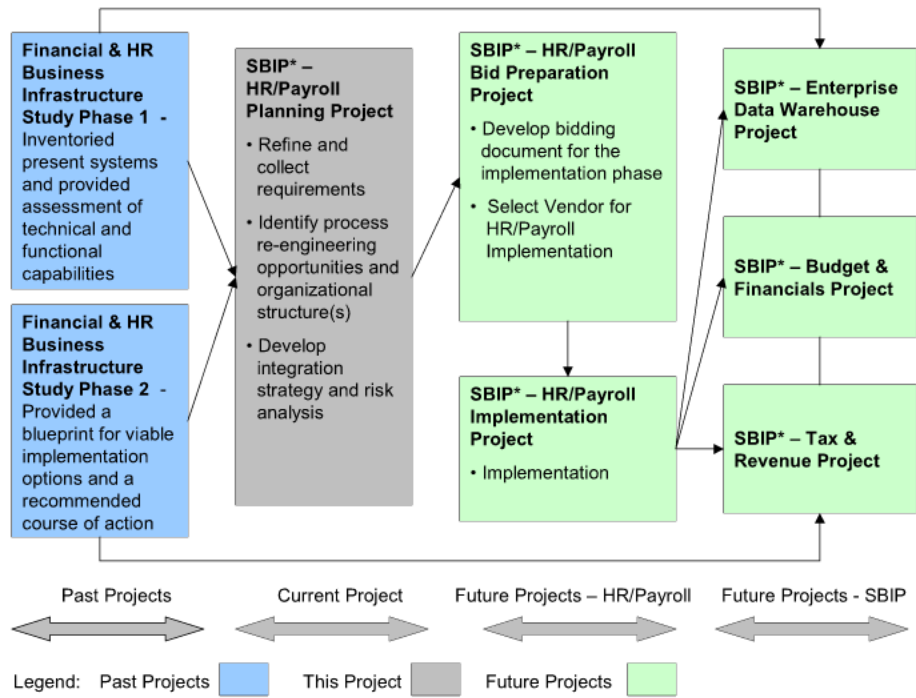 Financial & HR
Business
Infrastructure
Study Phase 1 -
Inventoried
present systems
and provided
assessment of
technical and
functional
capabilities
Financial & HR
Business
Infrastructure
Study Phase 2 -
Provided a
blueprint for viable
implementation
options and a
recommended
course of action
SBIP* –
HR/Payroll
Planning Project
• Refine and
collect
requirements
• Identify process
re-engineering
opportunities and
organizational
structure(s)
• Develop
integration
strategy and risk
analysis
SBIP* – HR/Payroll
Bid Preparation
Project
• Develop bidding
document for the
implementation phase
• Select Vendor for
HR/Payroll
Implementation
SBIP* – HR/Payroll
Implementation
Project
• Implementation
SBIP* – Enterprise
Data Warehouse
Project
SBIP* – Budget &
Financials Project
SBIP* – Tax &
Revenue Project
Past Projects
Current Project
Future Projects – HR/Payroll
Future Projects - SBIP
Legend: Past Projects
This Project
Future Projects